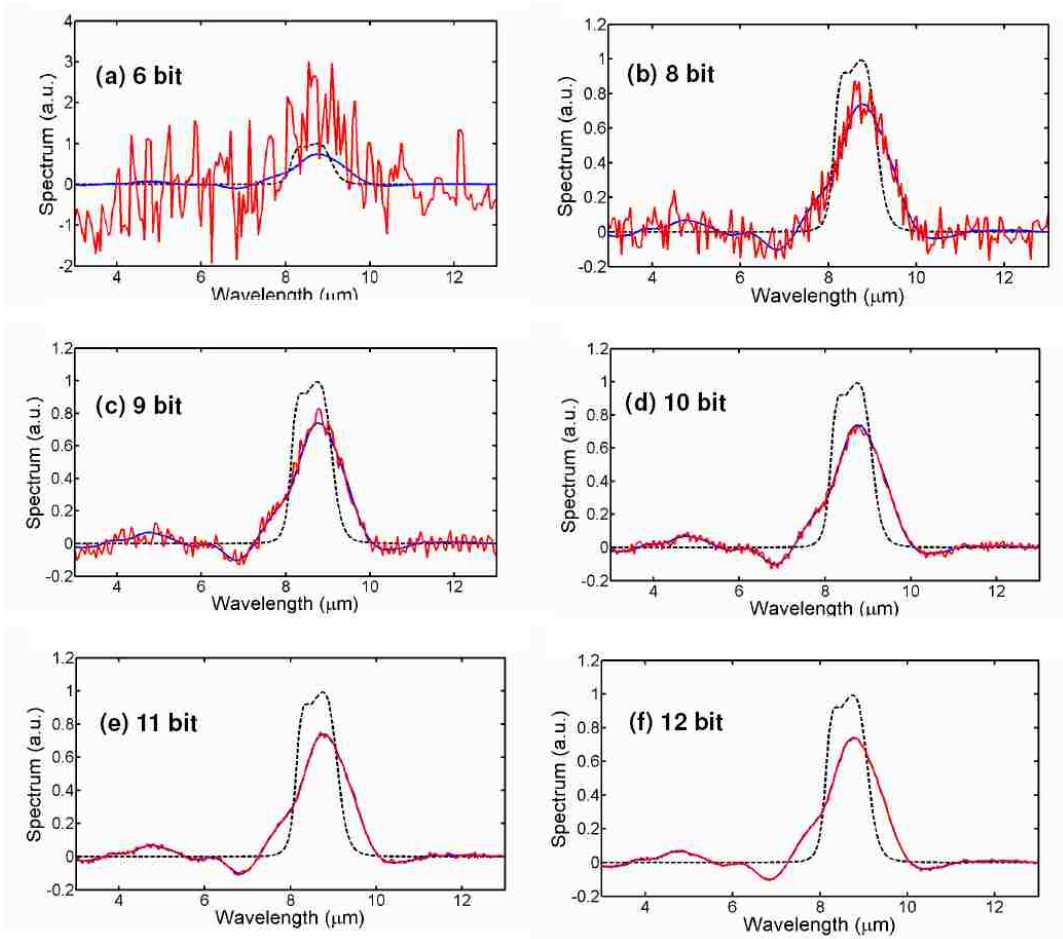 4
3
2
1
0
-1
-2
(a) 6 bit
Spectrum (a.u.)
4 6 8 10 12
Wavelength (μm)
1.2
1
0.8
0.6
0.4
0.2
0
-0.2
(b) 8 bit
Spectrum (a.u.)
4 6 8 10 12
Wavelength (μm)
1.2
1
0.8
0.6
0.4
0.2
0
-0.2
(c) 9 bit
Spectrum (a.u.)
4 6 8 10 12
Wavelength (μm)
1.2
1
0.8
0.6
0.4
0.2
0
-0.2
(d) 10 bit
Spectrum (a.u.)
4 6 8 10 12
Wavelength (μm)
1.2
1
0.8
0.6
0.4
0.2
0
-0.2
(e) 11 bit
Spectrum (a.u.)
4 6 8 10 12
Wavelength (μm)
1.2
1
0.8
0.6
0.4
0.2
0
-0.2
(f) 12 bit
Spectrum (a.u.)
4 6 8 10 12
Wavelength (μm)